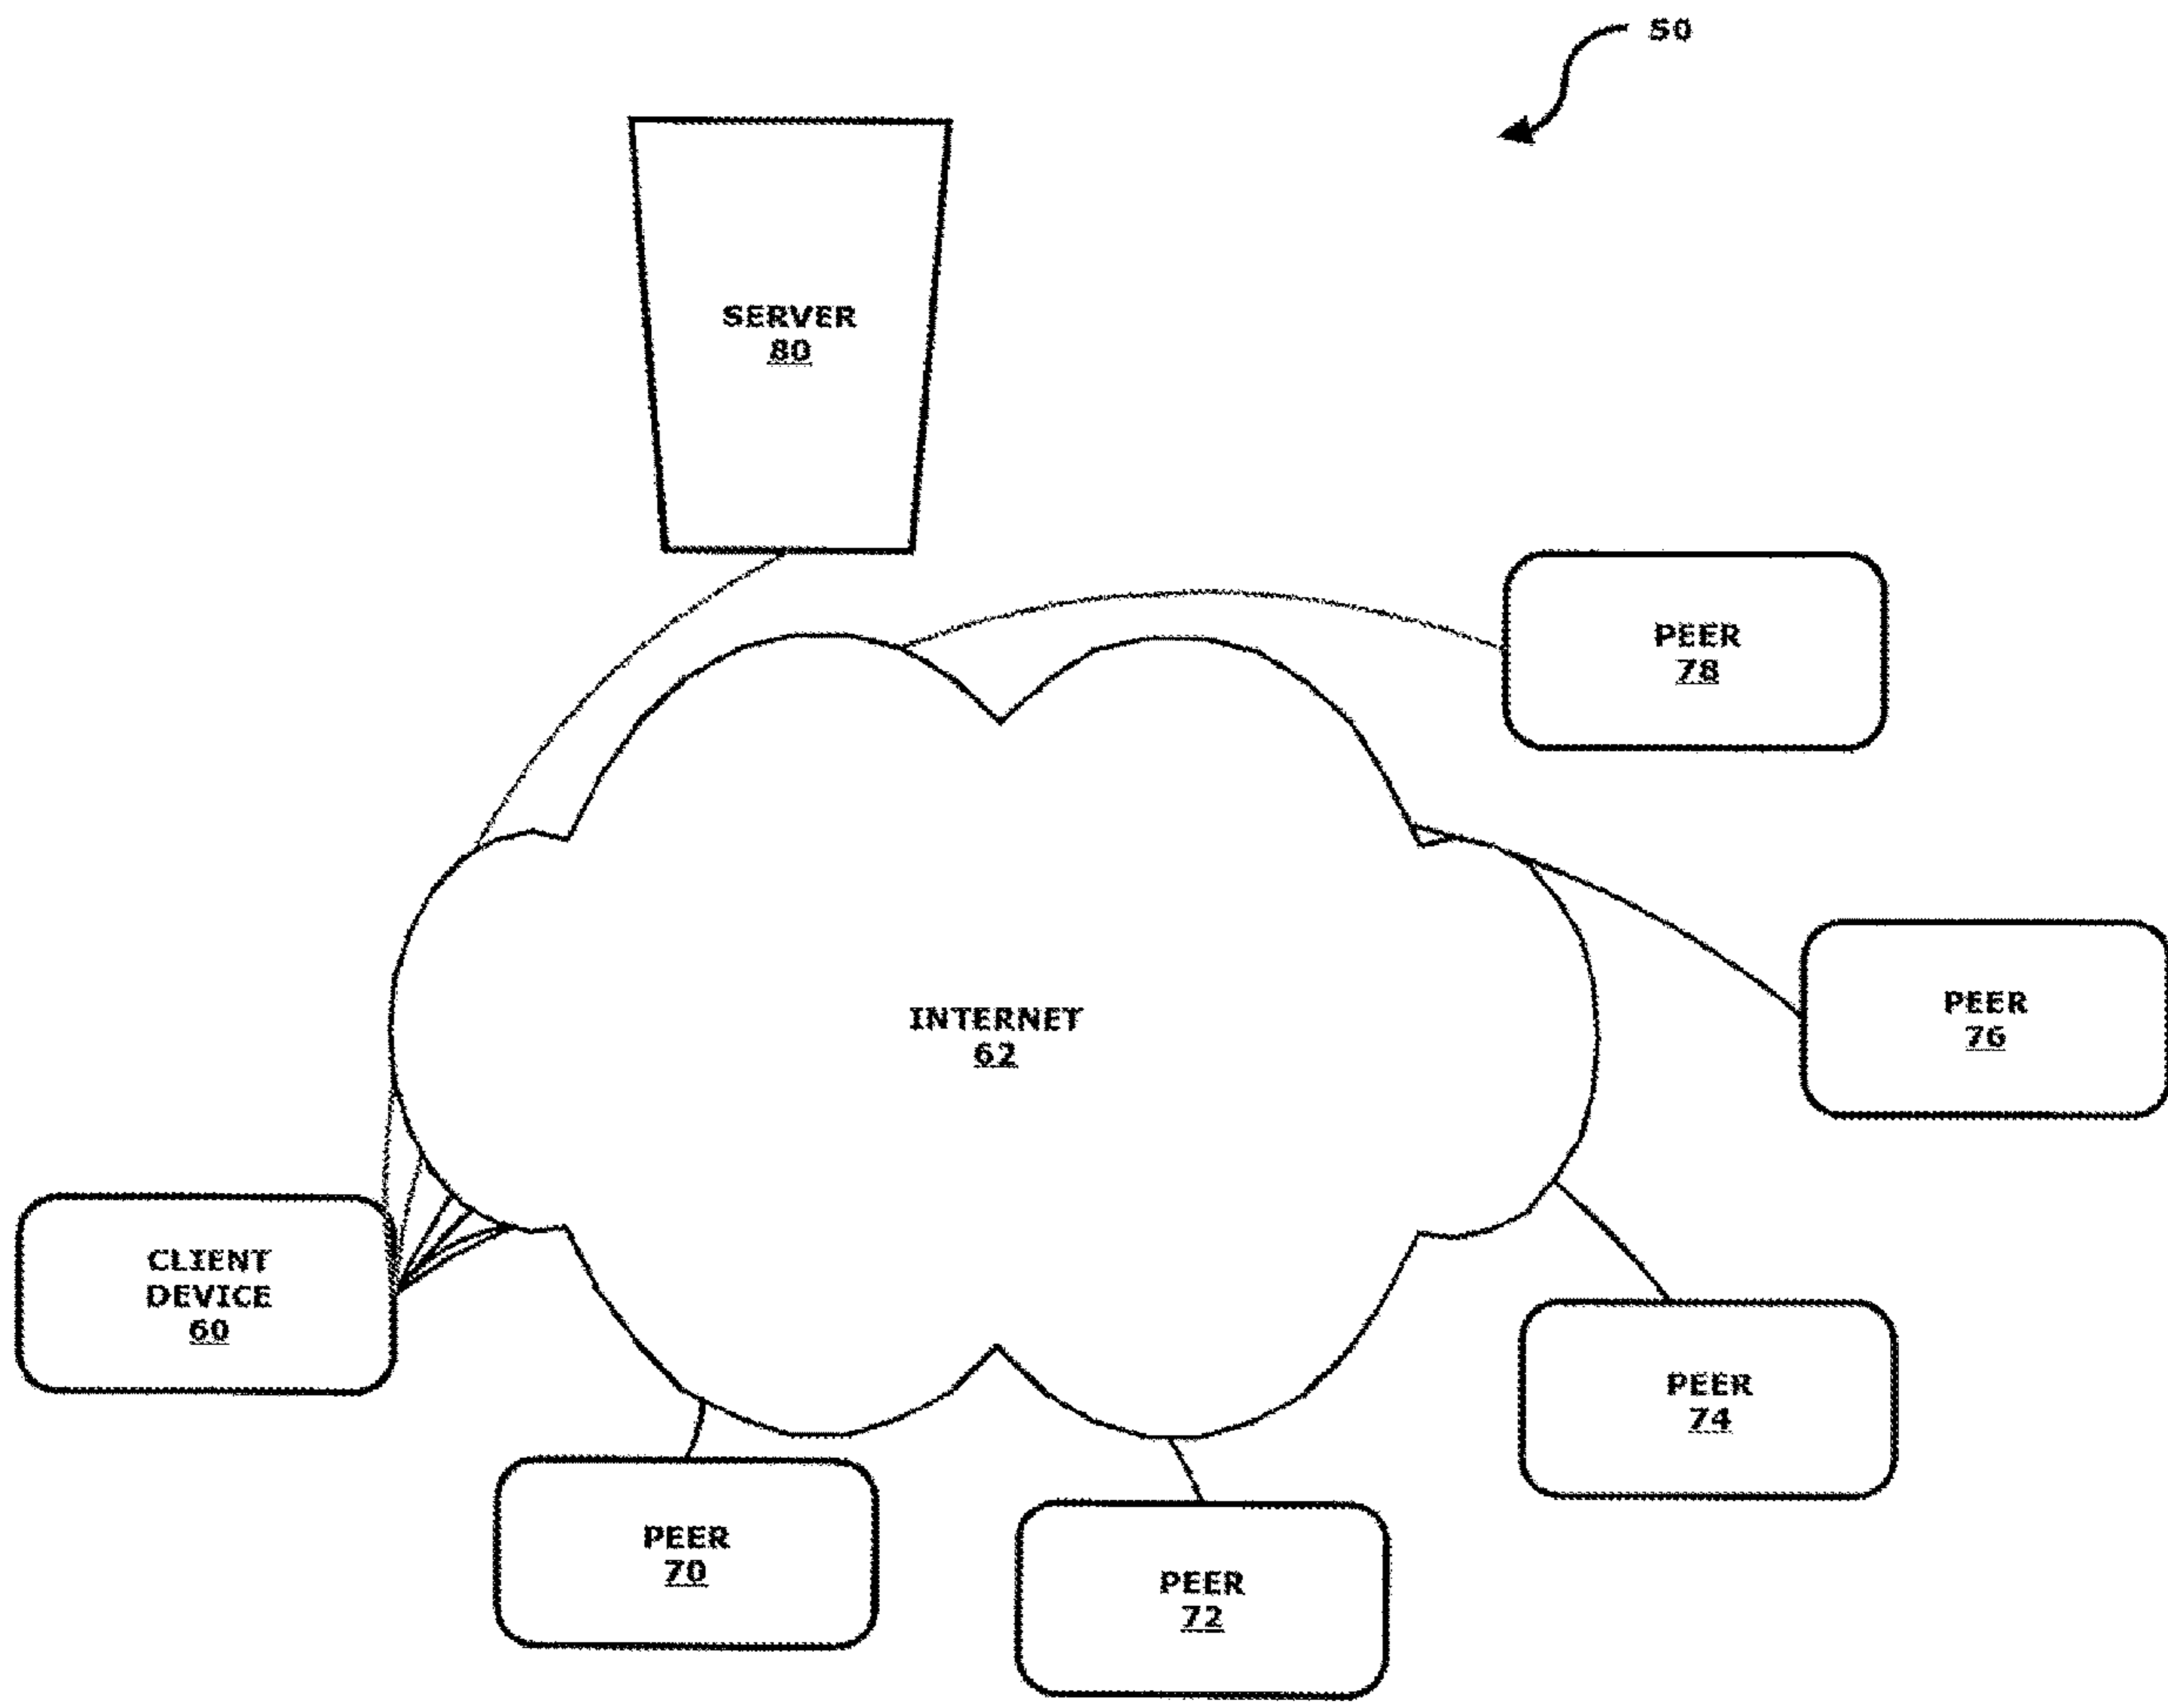 50
SERVER
80
PEER
78
INTERNET
62
PEER
76
CLIENT
DEVICE
60
PEER
74
PEER
70
PEER
72